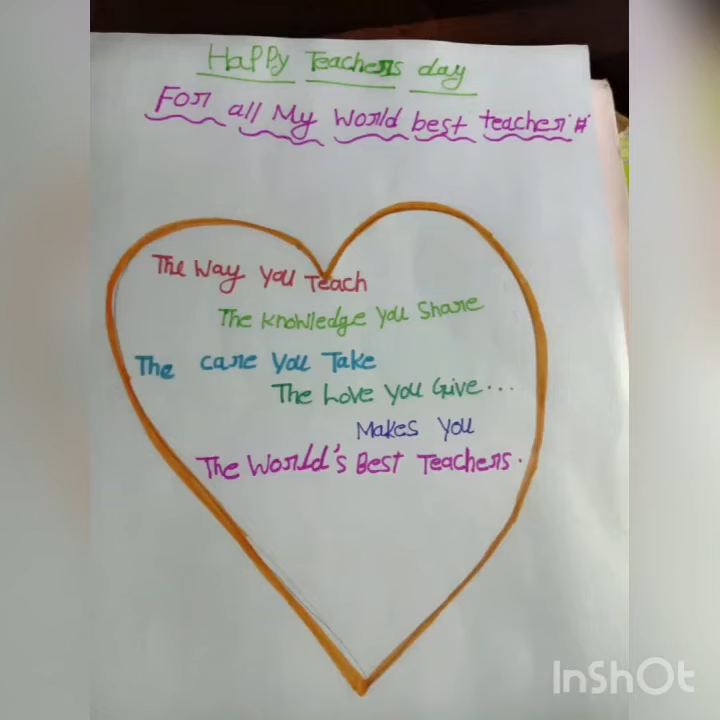 Happy Teachers day
For all My World best teacher #
The Way You Teach
The Knowledge you Share
The care You Take
The Love you Give...
Makes you
The World's Best Teachers.
InShOt